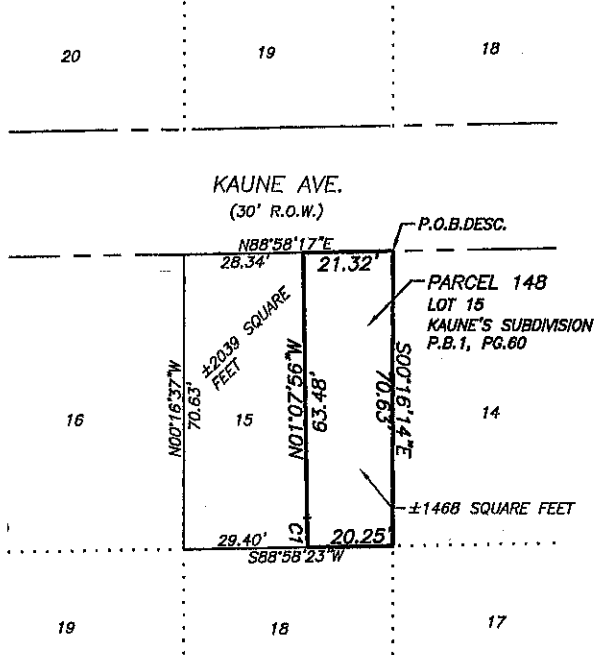 20
19
18
KAUNE AVE.
(30' R.O.W.)
P.O.B.DESC.
N88°58'17"E
28.34'
21.32'
PARCEL 148
LOT 15
KAUNE'S SUBDIVISION
P.B.1, PG.60
±2039 SQUARE
FEET
N00°16'37"W
70.63'
N01°07'56"W
63.48'
S00°16'14"E
70.63'
16
15
14
±1468 SQUARE FEET
C1
29.40'
20.25'
S88°58'23"W
19
18
17